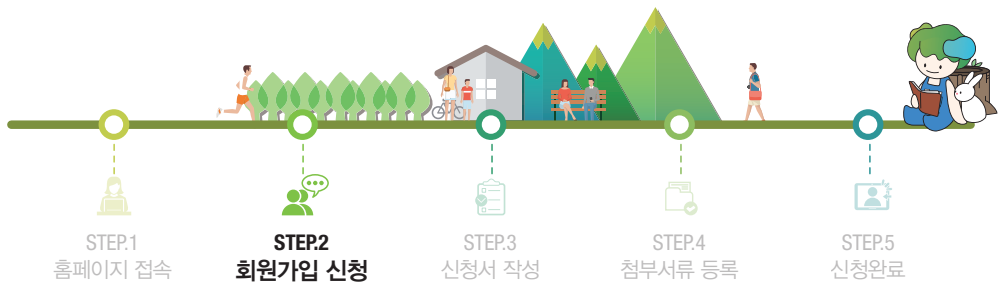 STEP.1
홈페이지 접속
STEP.2
회원가입 신청
STEP.3
신청서 작성
STEP.4
첨부서류 등록
STEP.5
신청완료